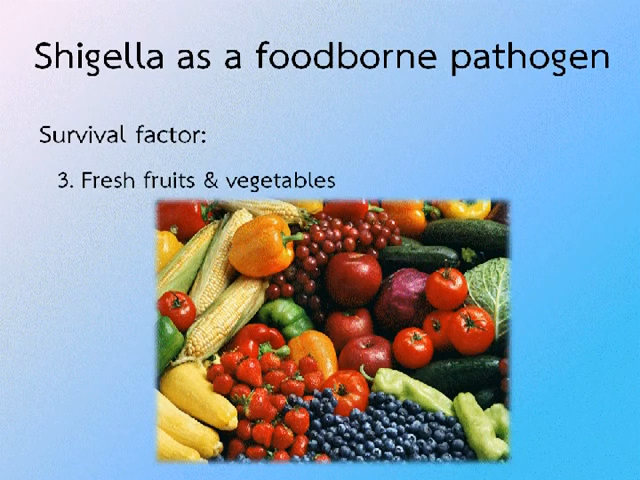 Shigella as a foodborne pathogen
Survival factor:
3. Fresh fruits & vegetables